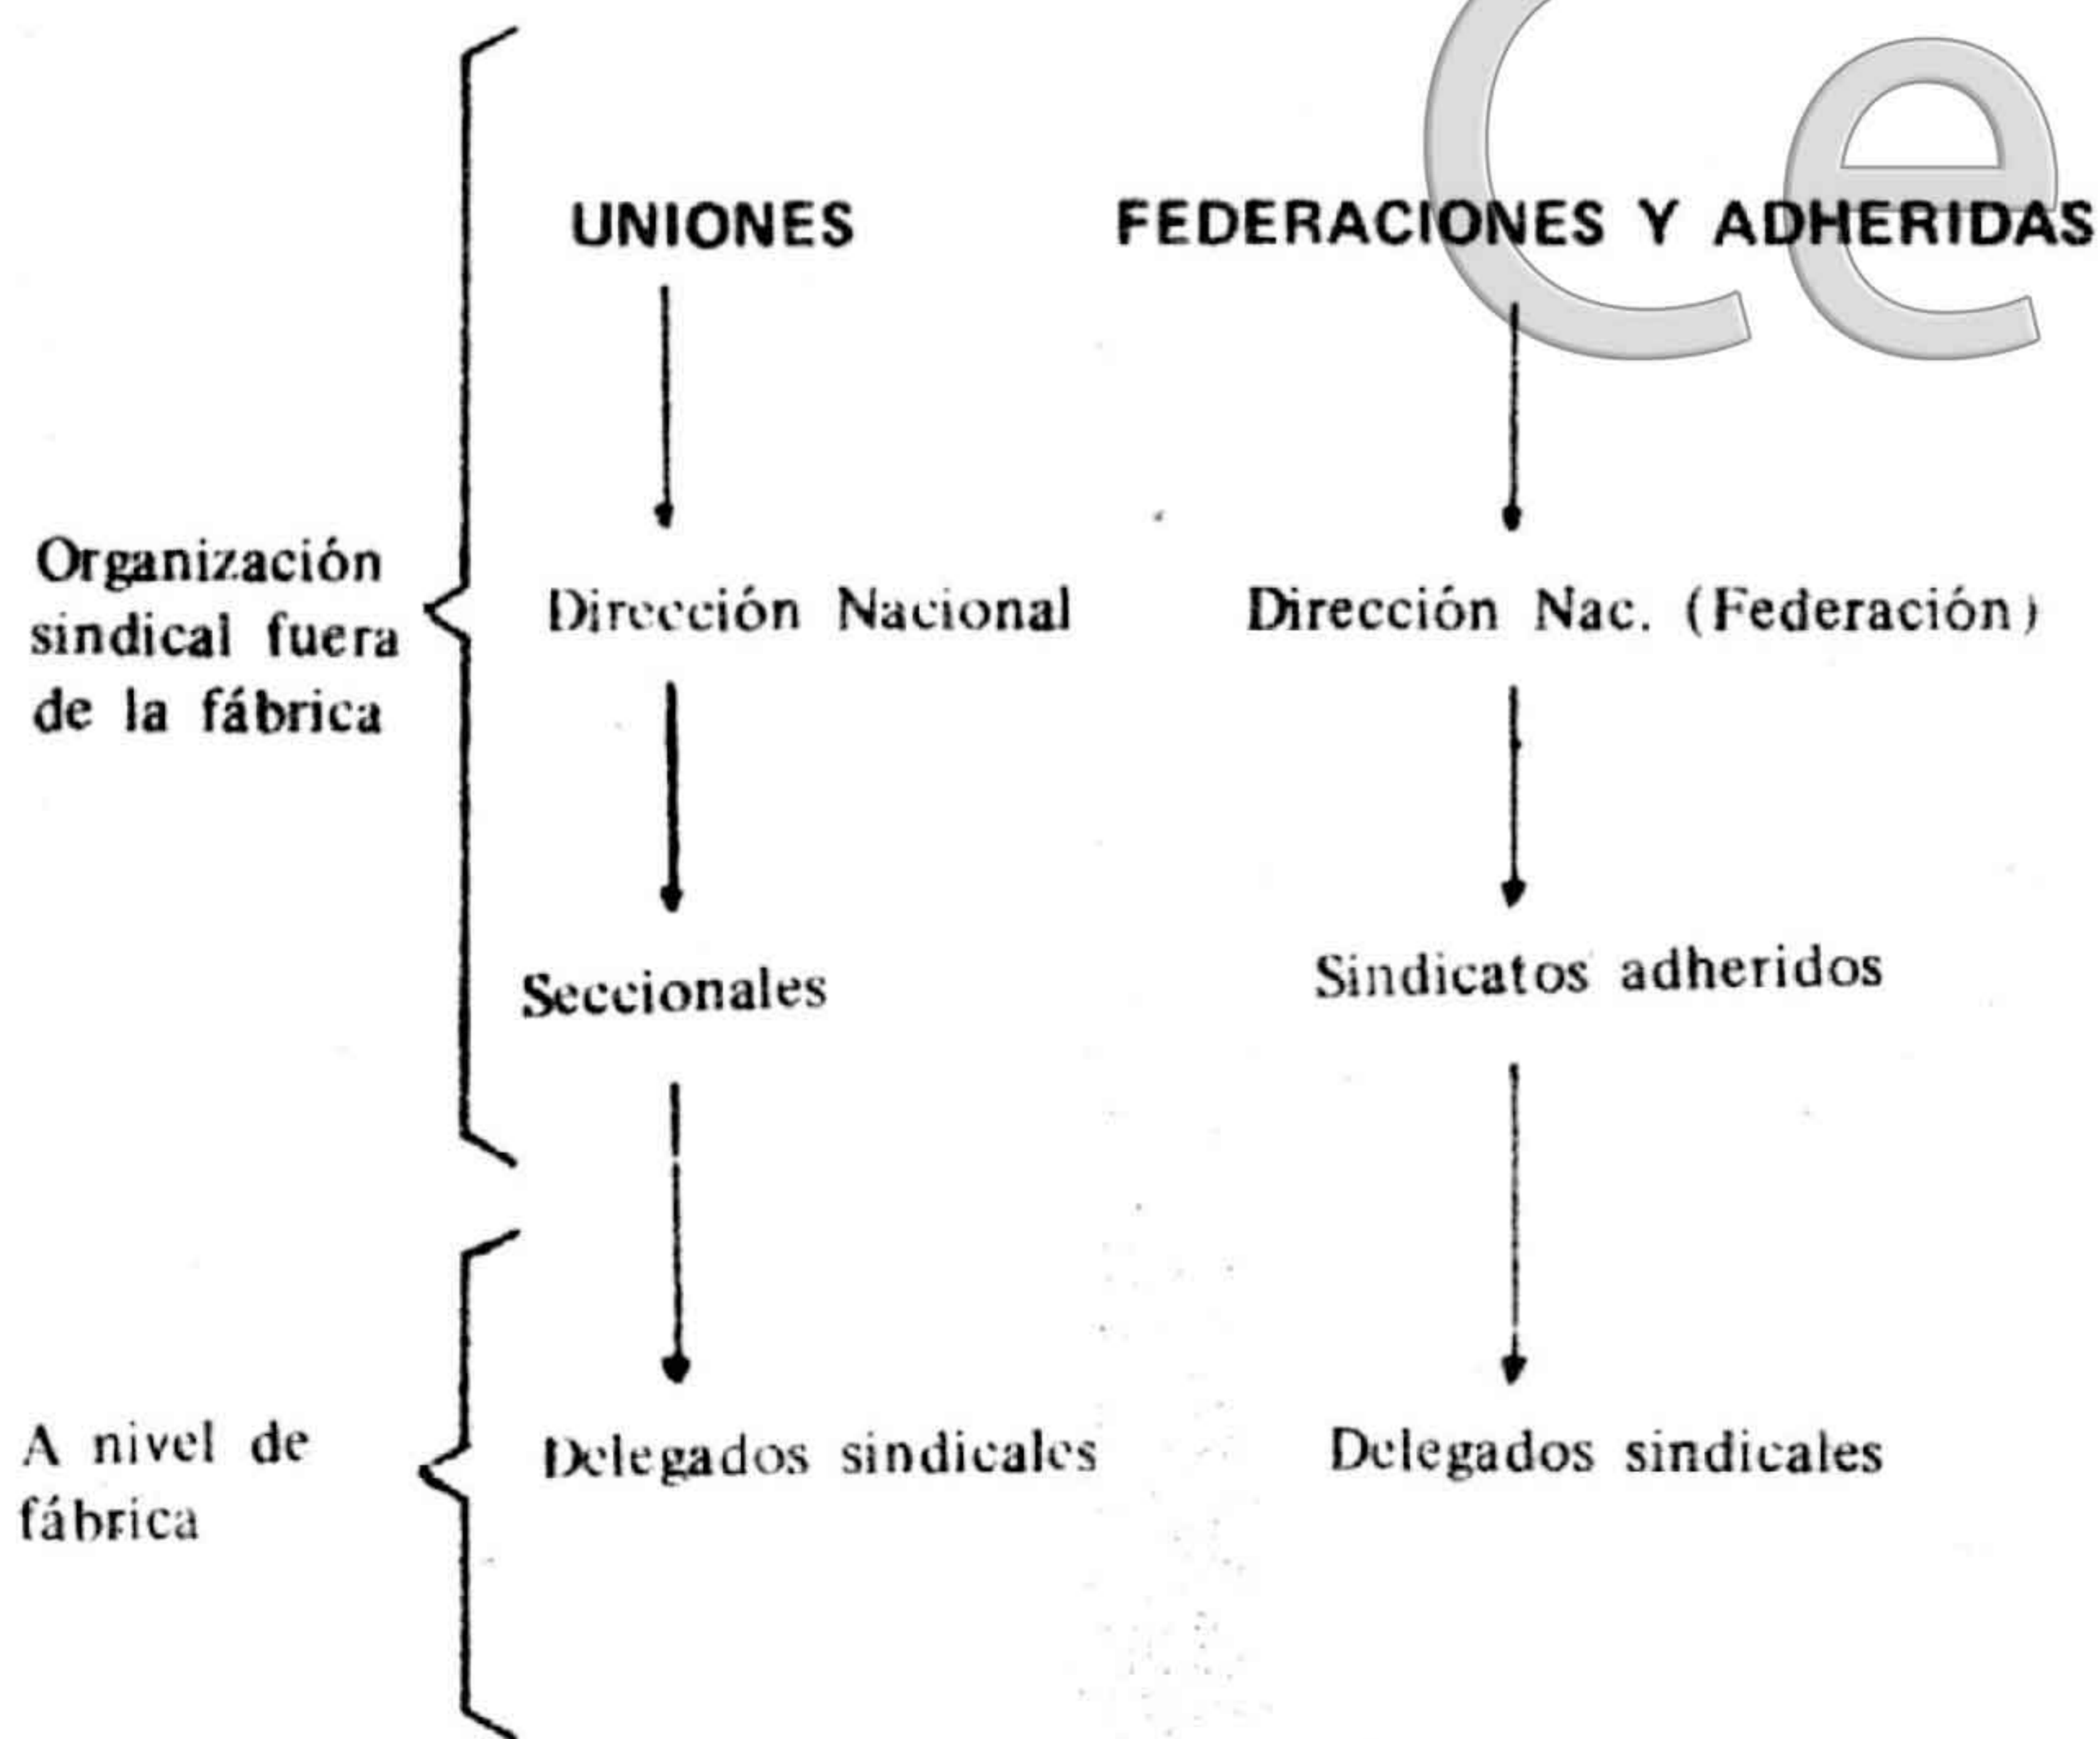 UNIONES
FEDERACIONES Y ADHERIDAS
Organización
sindical fuera
de la fábrica
Dirección Nacional
Dirección Nac. (Federación)
Seccionales
Sindicatos adheridos
A nivel de
fábrica
Delegados sindicales
Delegados sindicales
Ce